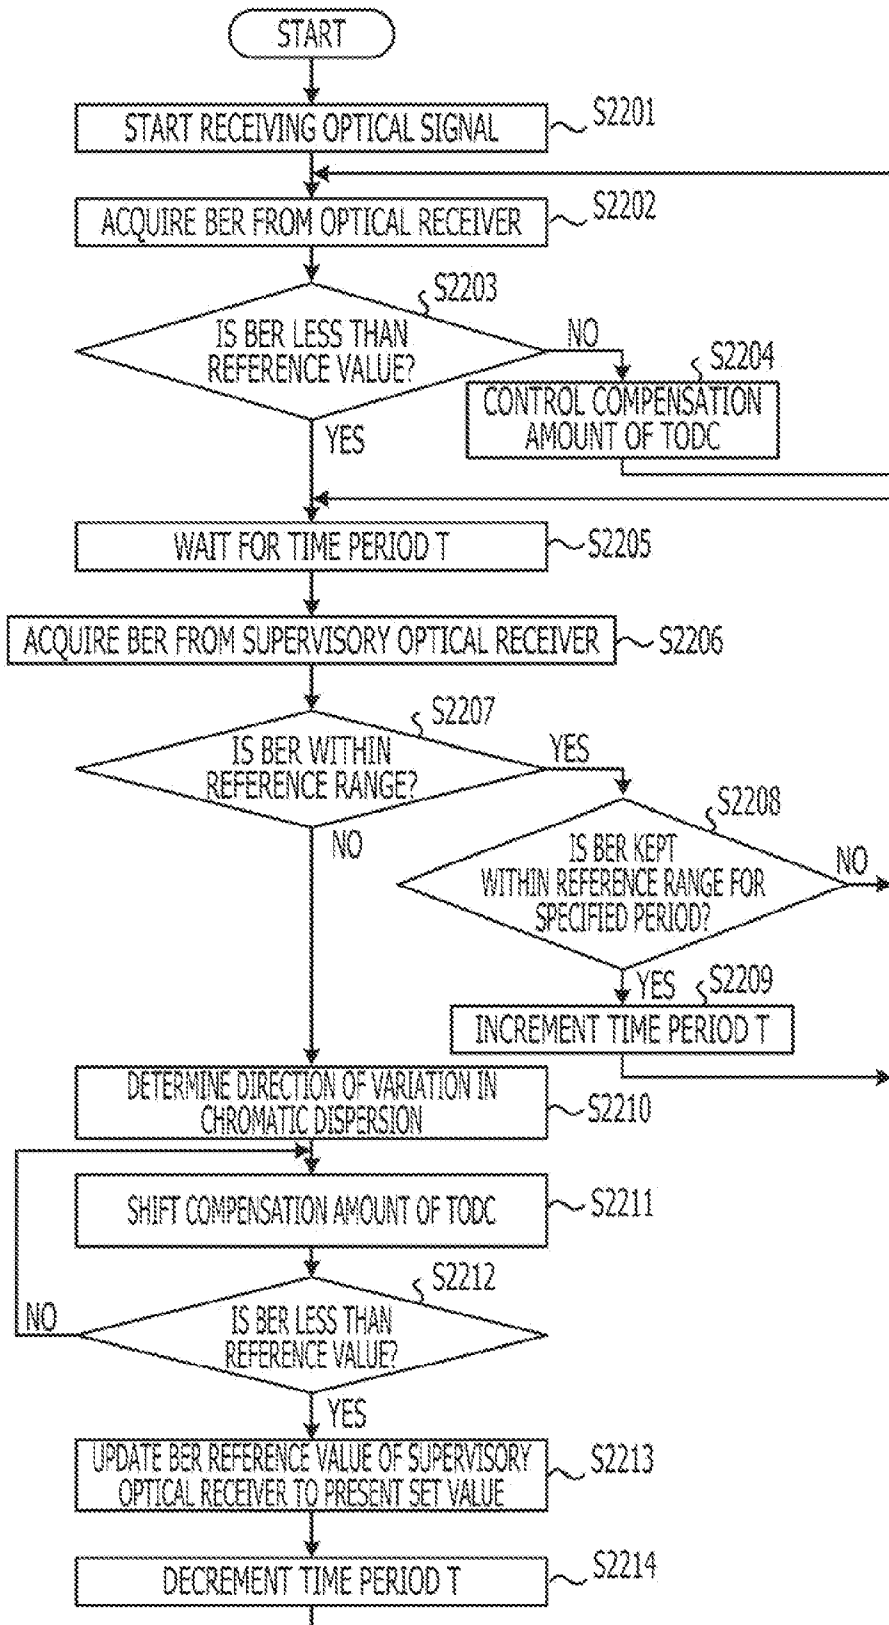 START
START RECEIVING OPTICAL SIGNAL
S2201
ACQUIRE BER FROM OPTICAL RECEIVER
S2202
S2203
IS BER LESS THAN
REFERENCE VALUE?
NO
S2204
CONTROL COMPENSATION
AMOUNT OF TODC
YES
WAIT FOR TIME PERIOD T
S2205
ACQUIRE BER FROM SUPERVISORY OPTICAL RECEIVER
S2206
S2207
IS BER WITHIN
REFERENCE RANGE?
YES
NO
S2208
IS BER KEPT
WITHIN REFERENCE RANGE FOR
SPECIFIED PERIOD?
NO
YES
S2209
INCREMENT TIME PERIOD T
DETERMINE DIRECTION OF VARIATION IN
CHROMATIC DISPERSION
S2210
SHIFT COMPENSATION AMOUNT OF TODC
S2211
S2212
IS BER LESS THAN
REFERENCE VALUE?
NO
YES
UPDATE BER REFERENCE VALUE OF SUPERVISORY
OPTICAL RECEIVER TO PRESENT SET VALUE
S2213
DECREMENT TIME PERIOD T
S2214